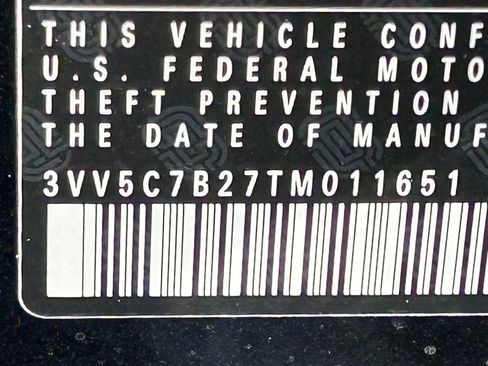 THIS VEHICLE CONF
U.S. FEDERAL MOTO
THEFT PREVENTION
THE DATE OF MANUF
3VV5C7B27TM011651